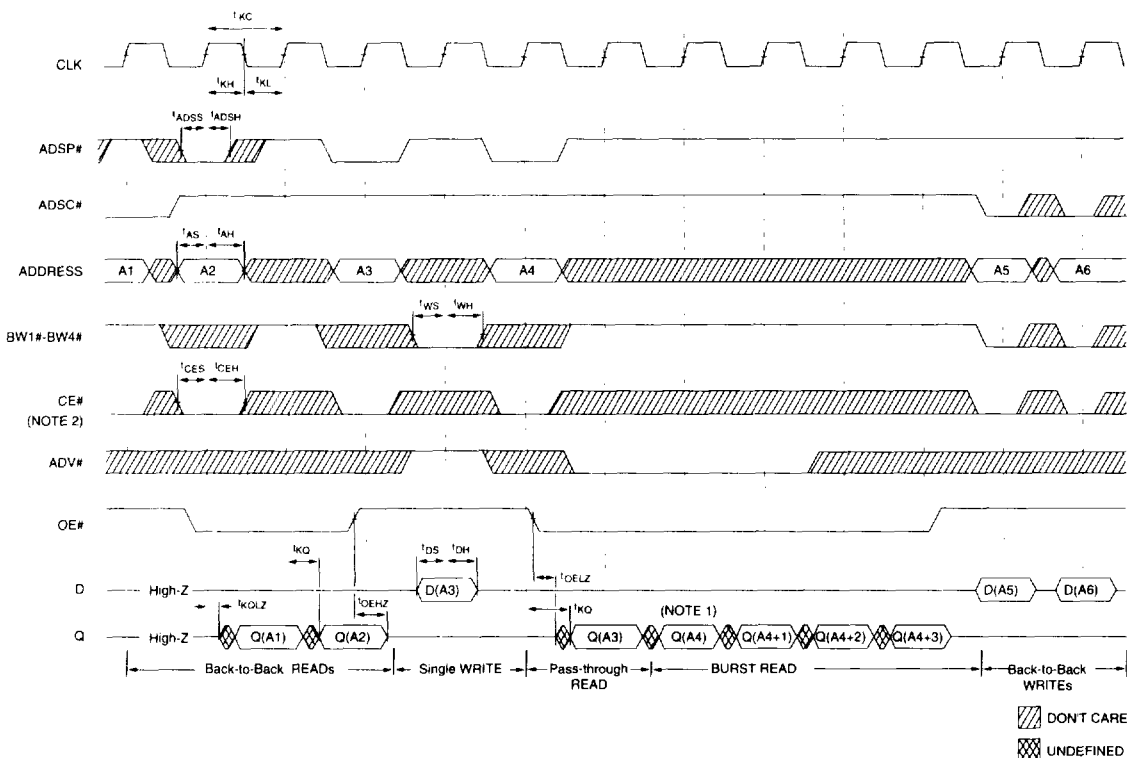 tKC
CLK
tKH tKL
tADSS tADSH
ADSP#
ADSC#
tAS tAH
ADDRESS A1 A2 A3 A4 A5 A6
tWS tWH
BW1#-BW4#
tCES tCEH
CE#
(NOTE 2)
ADV#
OE#
tKQ tDS tDH
tOELZ
D High-Z D(A3) D(A5) D(A6)
tKQLZ tOEHZ tKQ (NOTE 1)
Q High-Z Q(A1) Q(A2) Q(A3) Q(A4) Q(A4+1) Q(A4+2) Q(A4+3)
Back-to-Back READs Single WRITE Pass-through READ BURST READ Back-to-Back WRITEs
DON'T CARE
UNDEFINED